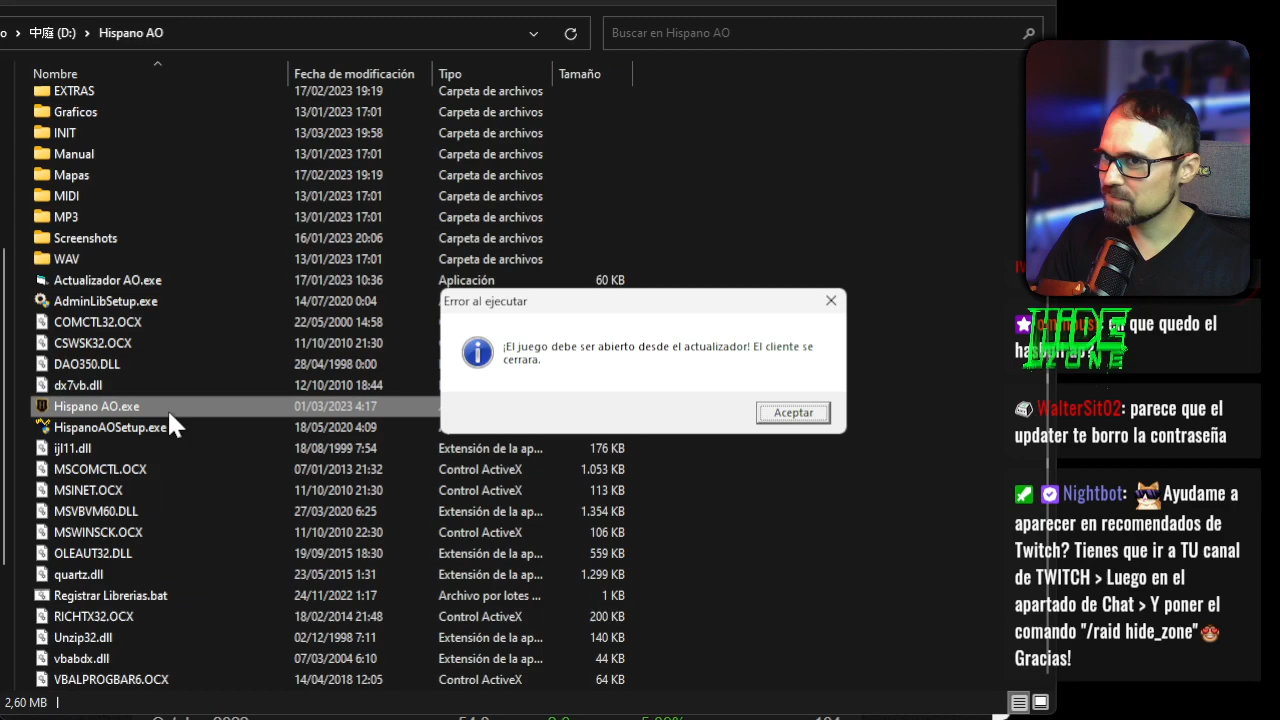 o > 中庭 (D:) > Hispano AO
Buscar en Hispano AO
Nombre Fecha de modificación Tipo Tamaño
EXTRAS 17/02/2023 19:19 Carpeta de archivos
Graficos 13/01/2023 17:01 Carpeta de archivos
INIT 13/03/2023 19:58 Carpeta de archivos
Manual 13/01/2023 17:01 Carpeta de archivos
Mapas 17/02/2023 19:19 Carpeta de archivos
MIDI 13/01/2023 17:01 Carpeta de archivos
MP3 13/01/2023 17:01 Carpeta de archivos
Screenshots 16/01/2023 20:06 Carpeta de archivos
WAV 13/01/2023 17:01 Carpeta de archivos
Actualizador AO.exe 17/01/2023 10:36 Aplicación 60 KB
AdminLibSetup.exe 14/07/2020 0:04
COMCTL32.OCX 22/05/2000 14:58
CSWSK32.OCX 11/10/2010 21:30
DAO350.DLL 28/04/1998 0:00
dx7vb.dll 12/10/2010 18:44
Hispano AO.exe 01/03/2023 4:17
HispanoAOSetup.exe 18/05/2020 4:09
ijl11.dll 18/08/1999 7:54 Extensión de la ap... 176 KB
MSCOMCTL.OCX 07/01/2013 21:32 Control ActiveX 1.053 KB
MSINET.OCX 11/10/2010 21:30 Control ActiveX 113 KB
MSVBVM60.DLL 27/03/2020 6:25 Extensión de la ap... 1.354 KB
MSWINSCK.OCX 11/10/2010 22:30 Control ActiveX 106 KB
OLEAUT32.DLL 19/09/2015 18:30 Extensión de la ap... 559 KB
quartz.dll 23/05/2015 1:31 Extensión de la ap... 1.299 KB
Registrar Librerias.bat 24/11/2022 1:17 Archivo por lotes ... 1 KB
RICHTX32.OCX 18/02/2014 21:48 Control ActiveX 200 KB
Unzip32.dll 02/12/1998 7:11 Extensión de la ap... 140 KB
vbabdx.dll 07/03/2004 6:10 Extensión de la ap... 44 KB
VBALPROGBAR6.OCX 14/04/2018 12:05 Control ActiveX 64 KB
2,60 MB
Error al ejecutar
¡El juego debe ser abierto desde el actualizador! El cliente se
cerrara.
Aceptar
HIDE
ZONE
en que quedo el
WalterSit02: parece que el
updater te borro la contraseña
Nightbot: Ayudame a
aparecer en recomendados de
Twitch? Tienes que ir a TU canal
de TWITCH > Luego en el
apartado de Chat > Y poner el
comando "/raid hide_zone"
Gracias!